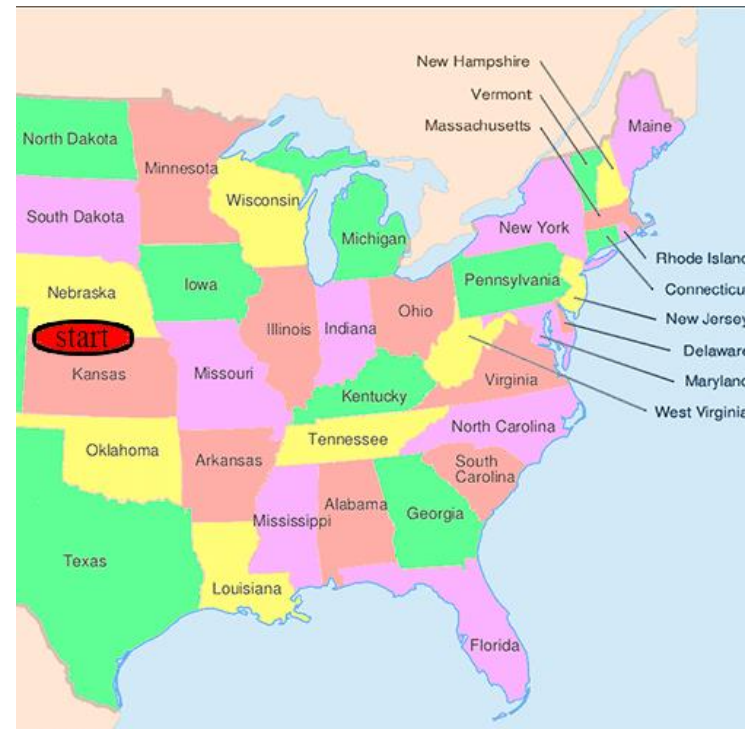 New Hampshire
Vermont
Massachusetts
Maine
North Dakota
Minnesota
Wisconsin
South Dakota
New York
Michigan
Rhode Island
Pennsylvania
Iowa
Connecticu
Nebraska
Ohio
New Jersey
Illinois
Indiana
start
Delaware
Kansas
Missouri
Virginia
Maryland
Kentucky
West Virginia
North Carolina
Tennessee
Oklahoma
Arkansas
South
Carolina
Alabama
Georgia
Mississippi
Texas
Louisiana
Florida